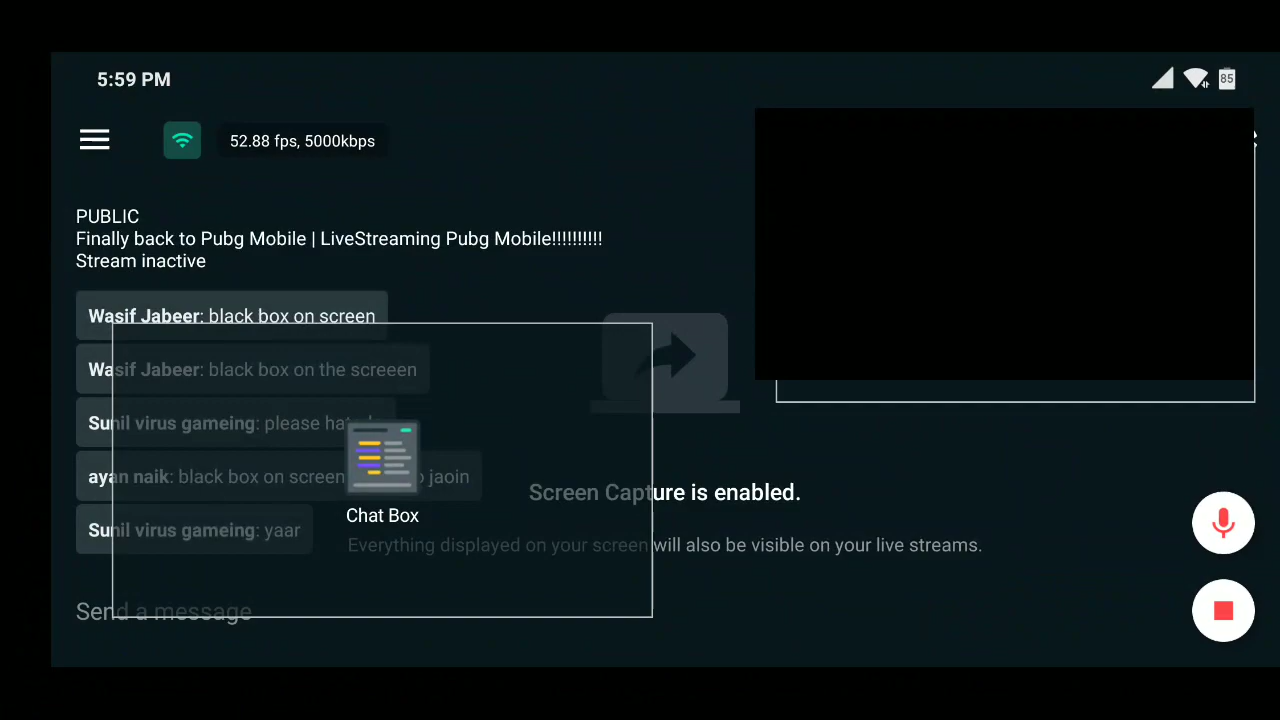 5:59 PM
85
52.88 fps, 5000kbps
PUBLIC
Finally back to Pubg Mobile | LiveStreaming Pubg Mobile!!!!!!!!!!
Stream inactive
Wasif Jabeer: black box on screen
Wasif Jabeer: black box on the screeen
Sunil virus gameing: please
ayan naik: black box on screen jaoin
Sunil virus gameing: yaar
Chat Box
Screen Capture is enabled.
Everything displayed on your screen will also be visible on your live streams.
Send a message